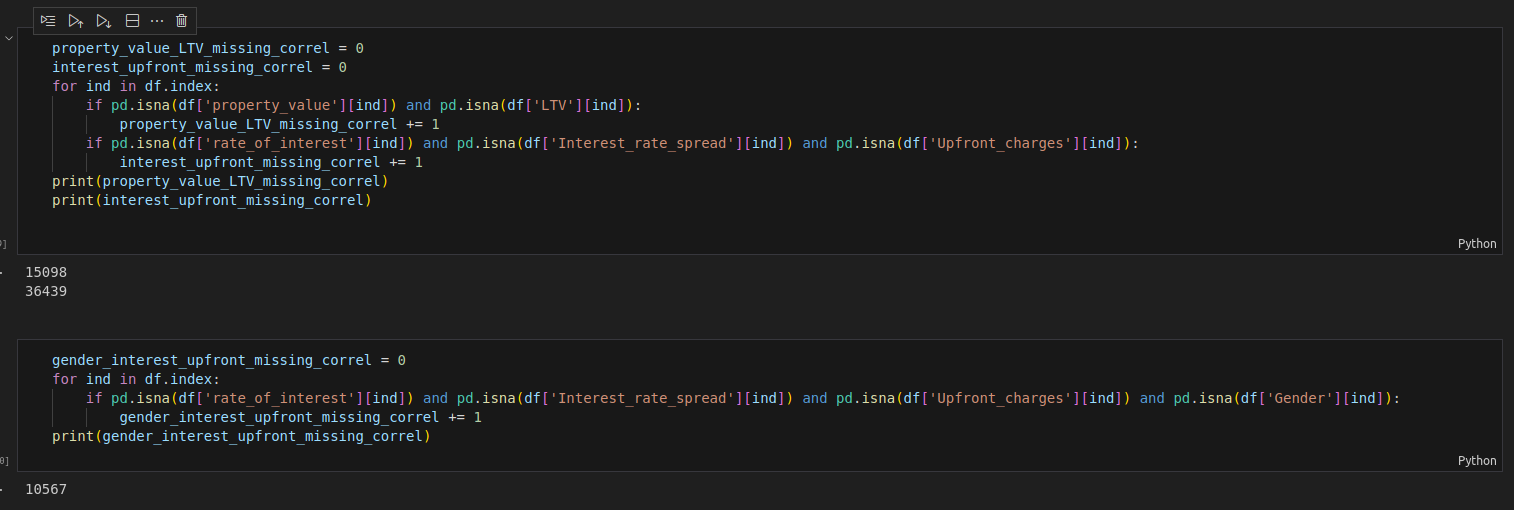 property_value_LTV_missing_correl = 0
interest_upfront_missing_correl = 0
for ind in df.index:
    if pd.isna(df['property_value'][ind]) and pd.isna(df['LTV'][ind]):
        property_value_LTV_missing_correl += 1
    if pd.isna(df['rate_of_interest'][ind]) and pd.isna(df['Interest_rate_spread'][ind]) and pd.isna(df['Upfront_charges'][ind]):
        interest_upfront_missing_correl += 1
print(property_value_LTV_missing_correl)
print(interest_upfront_missing_correl)
Python
15098
36439
gender_interest_upfront_missing_correl = 0
for ind in df.index:
    if pd.isna(df['rate_of_interest'][ind]) and pd.isna(df['Interest_rate_spread'][ind]) and pd.isna(df['Upfront_charges'][ind]) and pd.isna(df['Gender'][ind]):
        gender_interest_upfront_missing_correl += 1
print(gender_interest_upfront_missing_correl)
0]
Python
10567